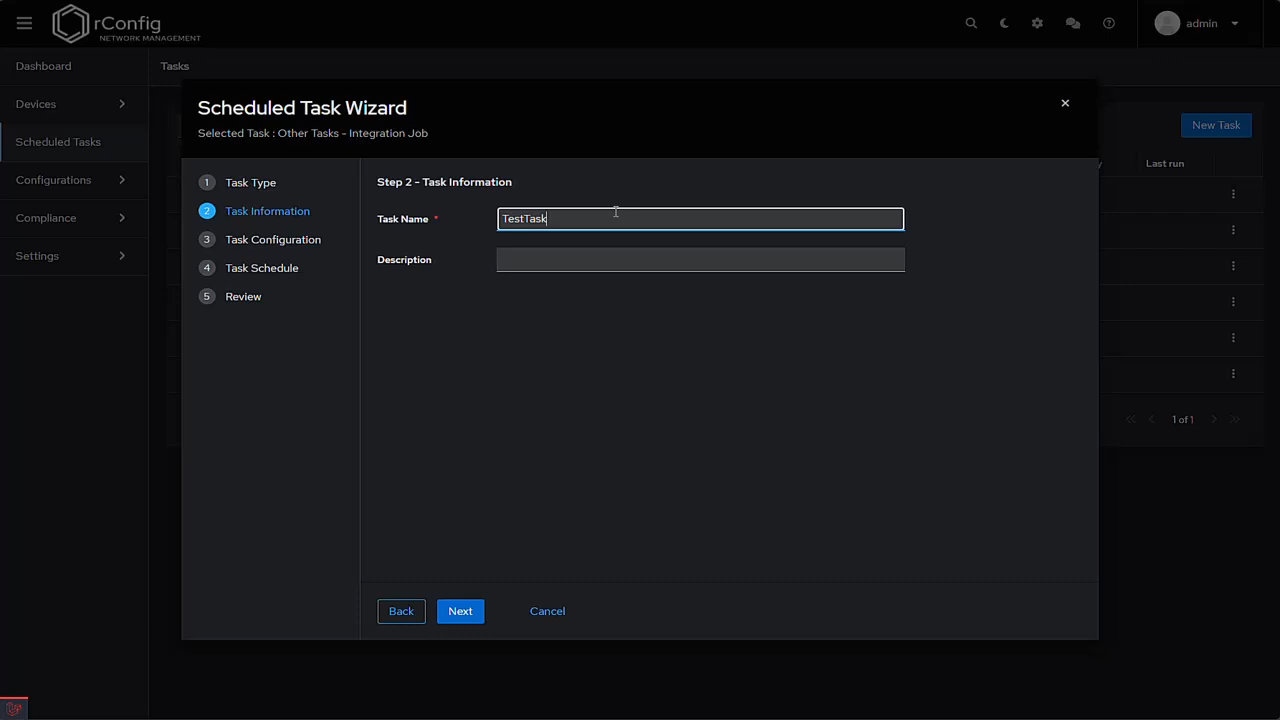 rConfig
NETWORK MANAGEMENT
admin
Dashboard
Devices
Scheduled Tasks
Configurations
Compliance
Settings
Tasks
New Task
Last run
1 of 1
Scheduled Task Wizard
Selected Task : Other Tasks - Integration Job
1 Task Type
2 Task Information
3 Task Configuration
4 Task Schedule
5 Review
Step 2 - Task Information
Task Name *
TestTask
Description
Back
Next
Cancel